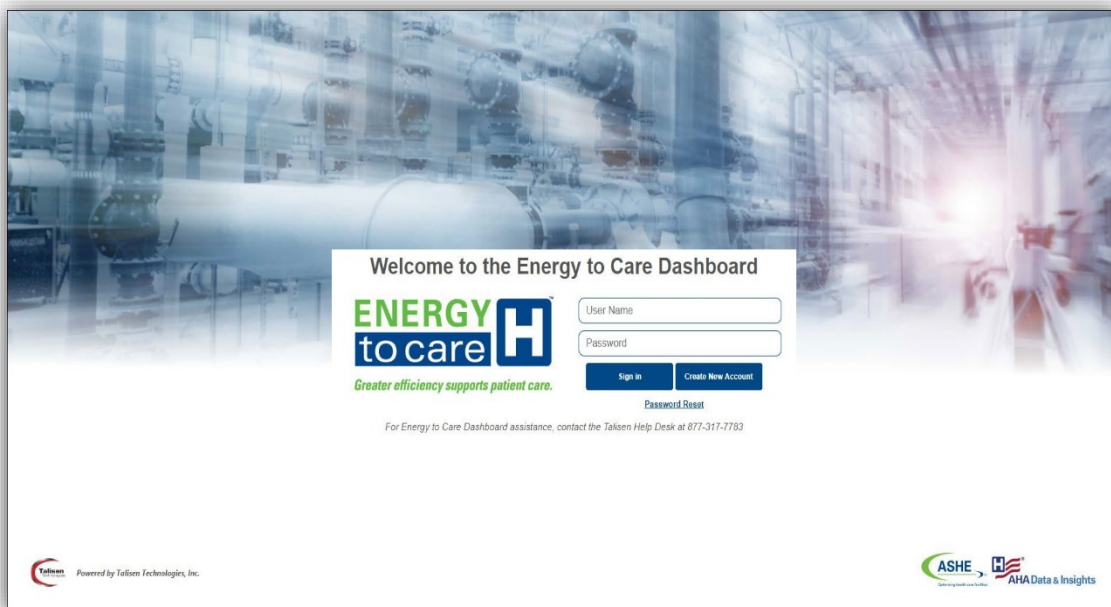 Welcome to the Energy to Care Dashboard
ENERGY
to care
H
™
Greater efficiency supports patient care.
User Name
Password
Sign in
Create New Account
Password Reset
For Energy to Care Dashboard assistance, contact the Talisen Help Desk at 877-317-7783
Talisen
Powered by Talisen Technologies, Inc.
ASHE
H
AHA Data & Insights